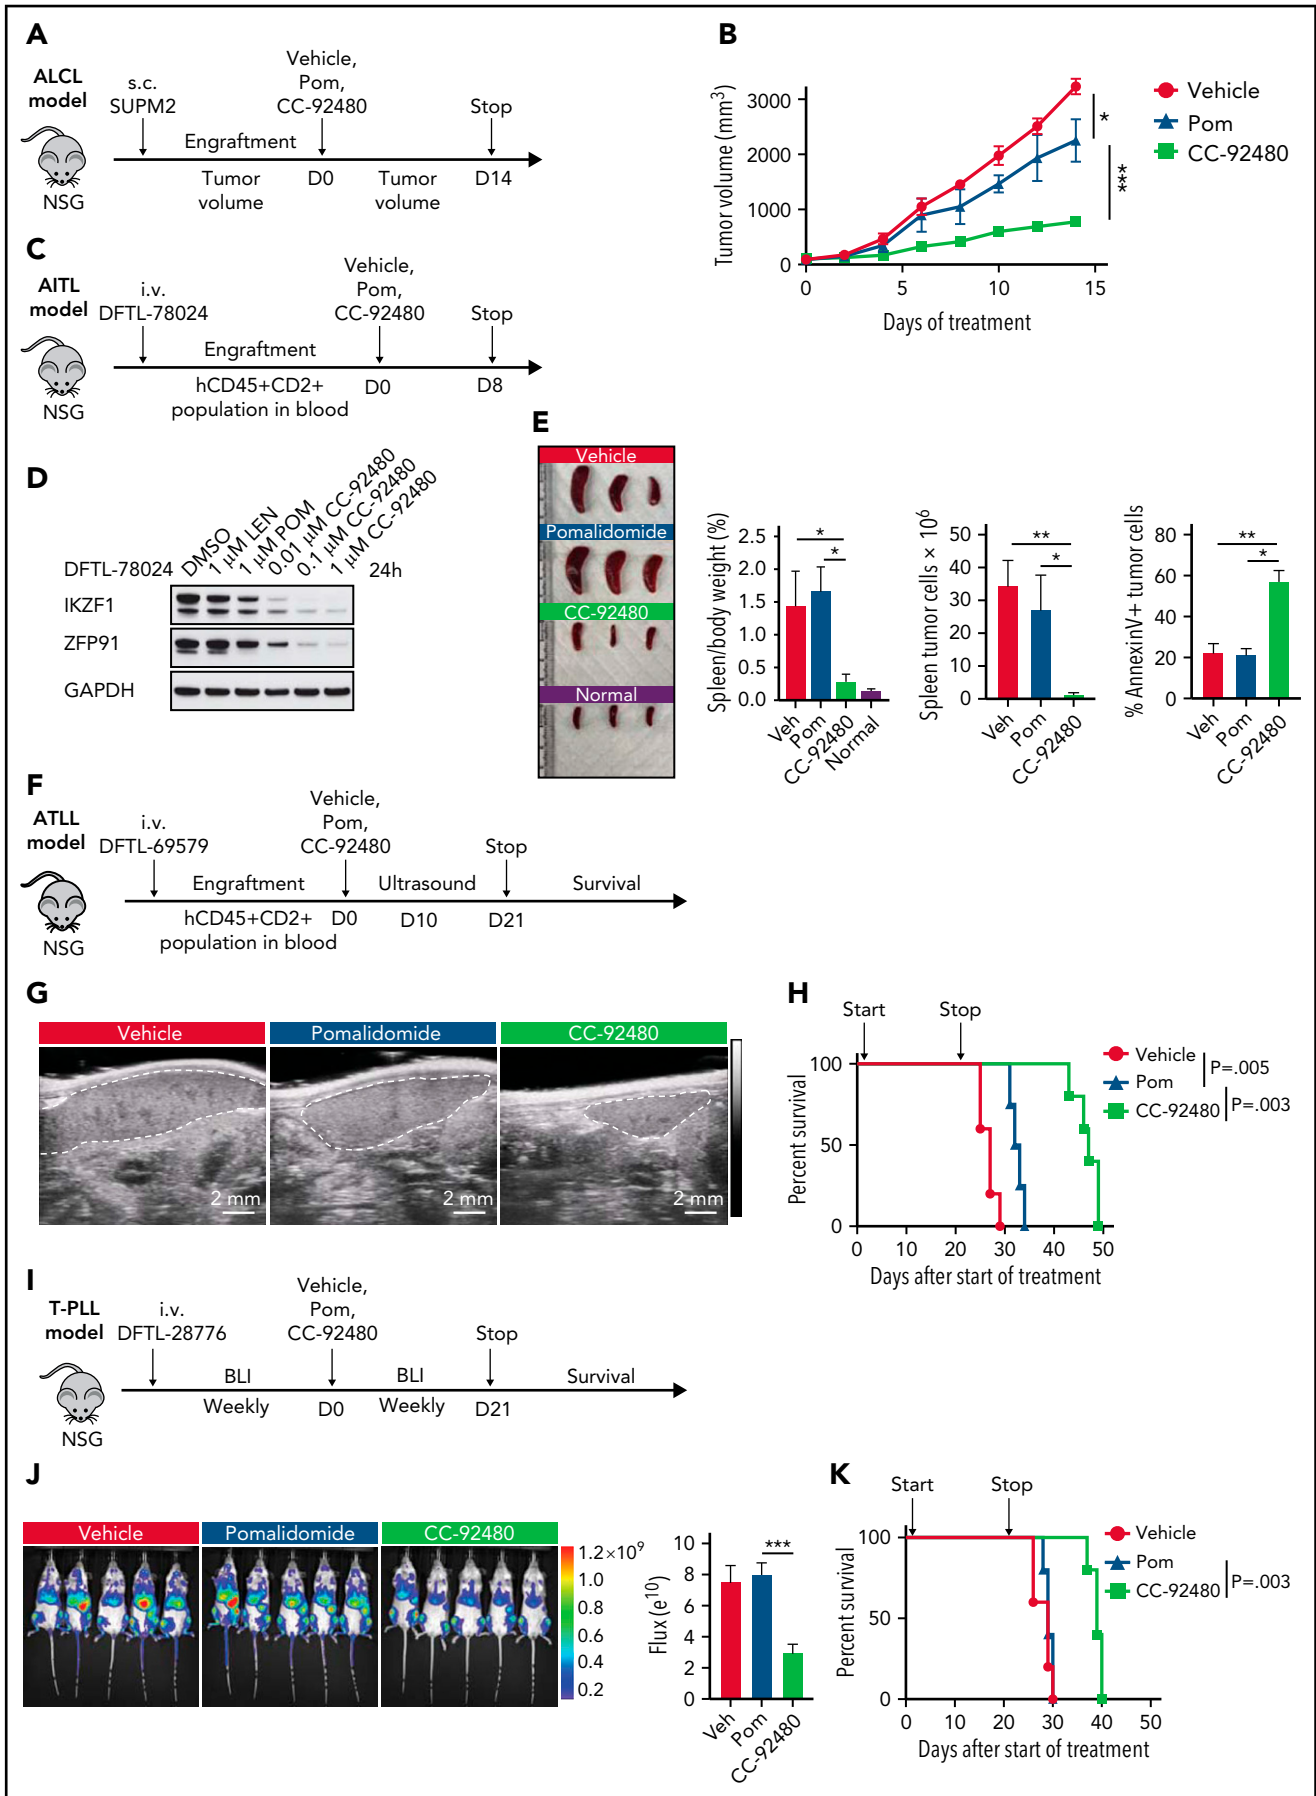 A
ALCL
model
NSG
s.c.
SUPM2
Vehicle,
Pom,
CC-92480
Stop
Engraftment
Tumor
volume
D0
Tumor
volume
D14
B
Tumor volume (mm3)
3000
2000
1000
0
0 5 10 15
Days of treatment
Vehicle
Pom
CC-92480
*
***
C
AITL
model
NSG
i.v.
DFTL-78024
Vehicle,
Pom,
CC-92480
Stop
Engraftment
hCD45+CD2+
population in blood
D0
D8
D
DFTL-78024
DMSO
1 μM LEN
1 μM POM
0.01 μM CC-92480
0.1 μM CC-92480
1 μM CC-92480
24h
IKZF1
ZFP91
GAPDH
E
Vehicle
Pomalidomide
CC-92480
Normal
Spleen/body weight (%)
2.5
2.0
1.5
1.0
0.5
0.0
*
*
Veh
Pom
CC-92480
Normal
Spleen tumor cells × 10⁶
50
40
30
20
10
0
**
*
Veh
Pom
CC-92480
% AnnexinV+ tumor cells
80
60
40
20
0
**
*
Veh
Pom
CC-92480
F
ATLL
model
NSG
i.v.
DFTL-69579
Vehicle,
Pom,
CC-92480
Stop
Engraftment
Ultrasound
Survival
hCD45+CD2+
population in blood
D0
D10
D21
G
Vehicle
Pomalidomide
CC-92480
2 mm
2 mm
2 mm
H
Start
Stop
Percent survival
100
50
0
0 10 20 30 40 50
Days after start of treatment
Vehicle
Pom
CC-92480
P=.005
P=.003
I
T-PLL
model
NSG
i.v.
DFTL-28776
Vehicle,
Pom,
CC-92480
Stop
BLI
Weekly
D0
BLI
Weekly
D21
Survival
J
Vehicle
Pomalidomide
CC-92480
1.2×10⁹
1.0
0.8
0.6
0.4
0.2
Flux (e¹⁰)
10
8
6
4
2
0
***
Veh
Pom
CC-92480
K
Start
Stop
Percent survival
100
50
0
0 10 20 30 40 50
Days after start of treatment
Vehicle
Pom
CC-92480
P=.003